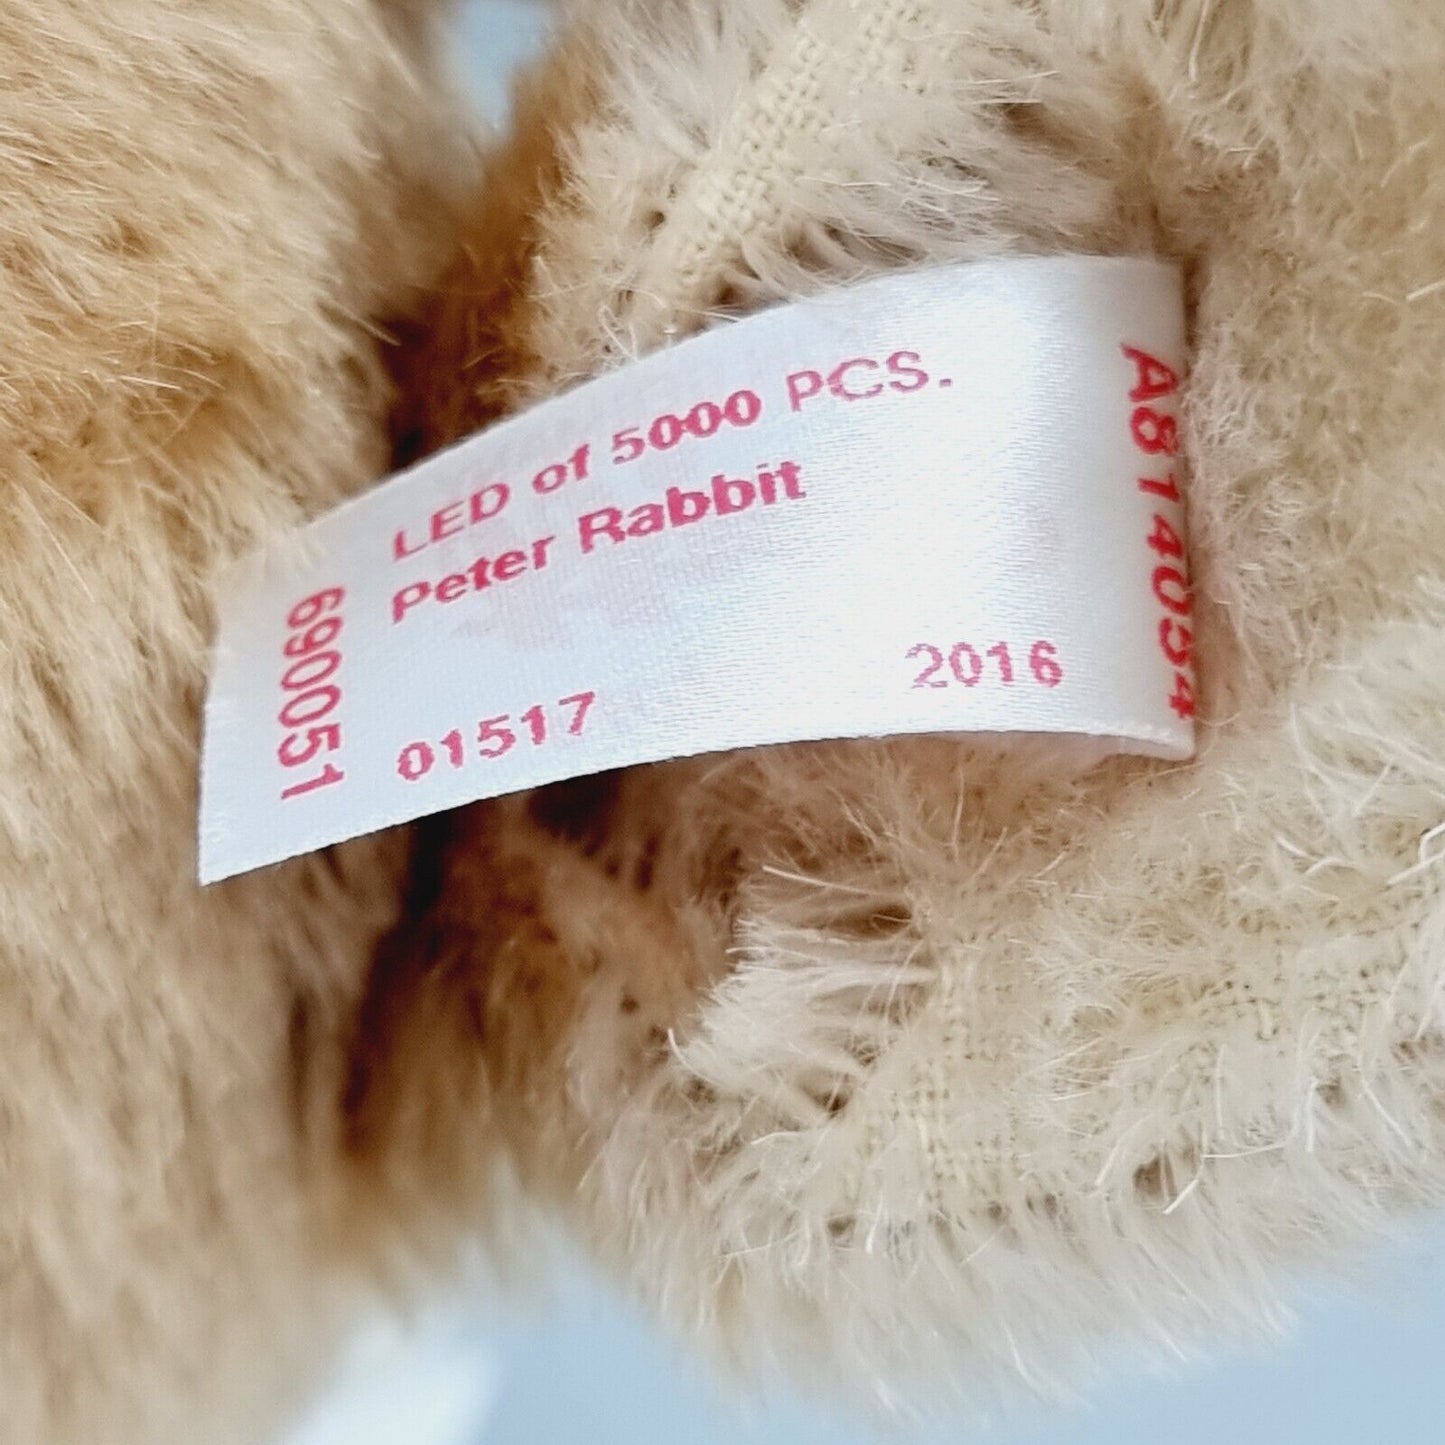 LED of 5000 PCS.
Peter Rabbit
01517
2016
690051
A814054